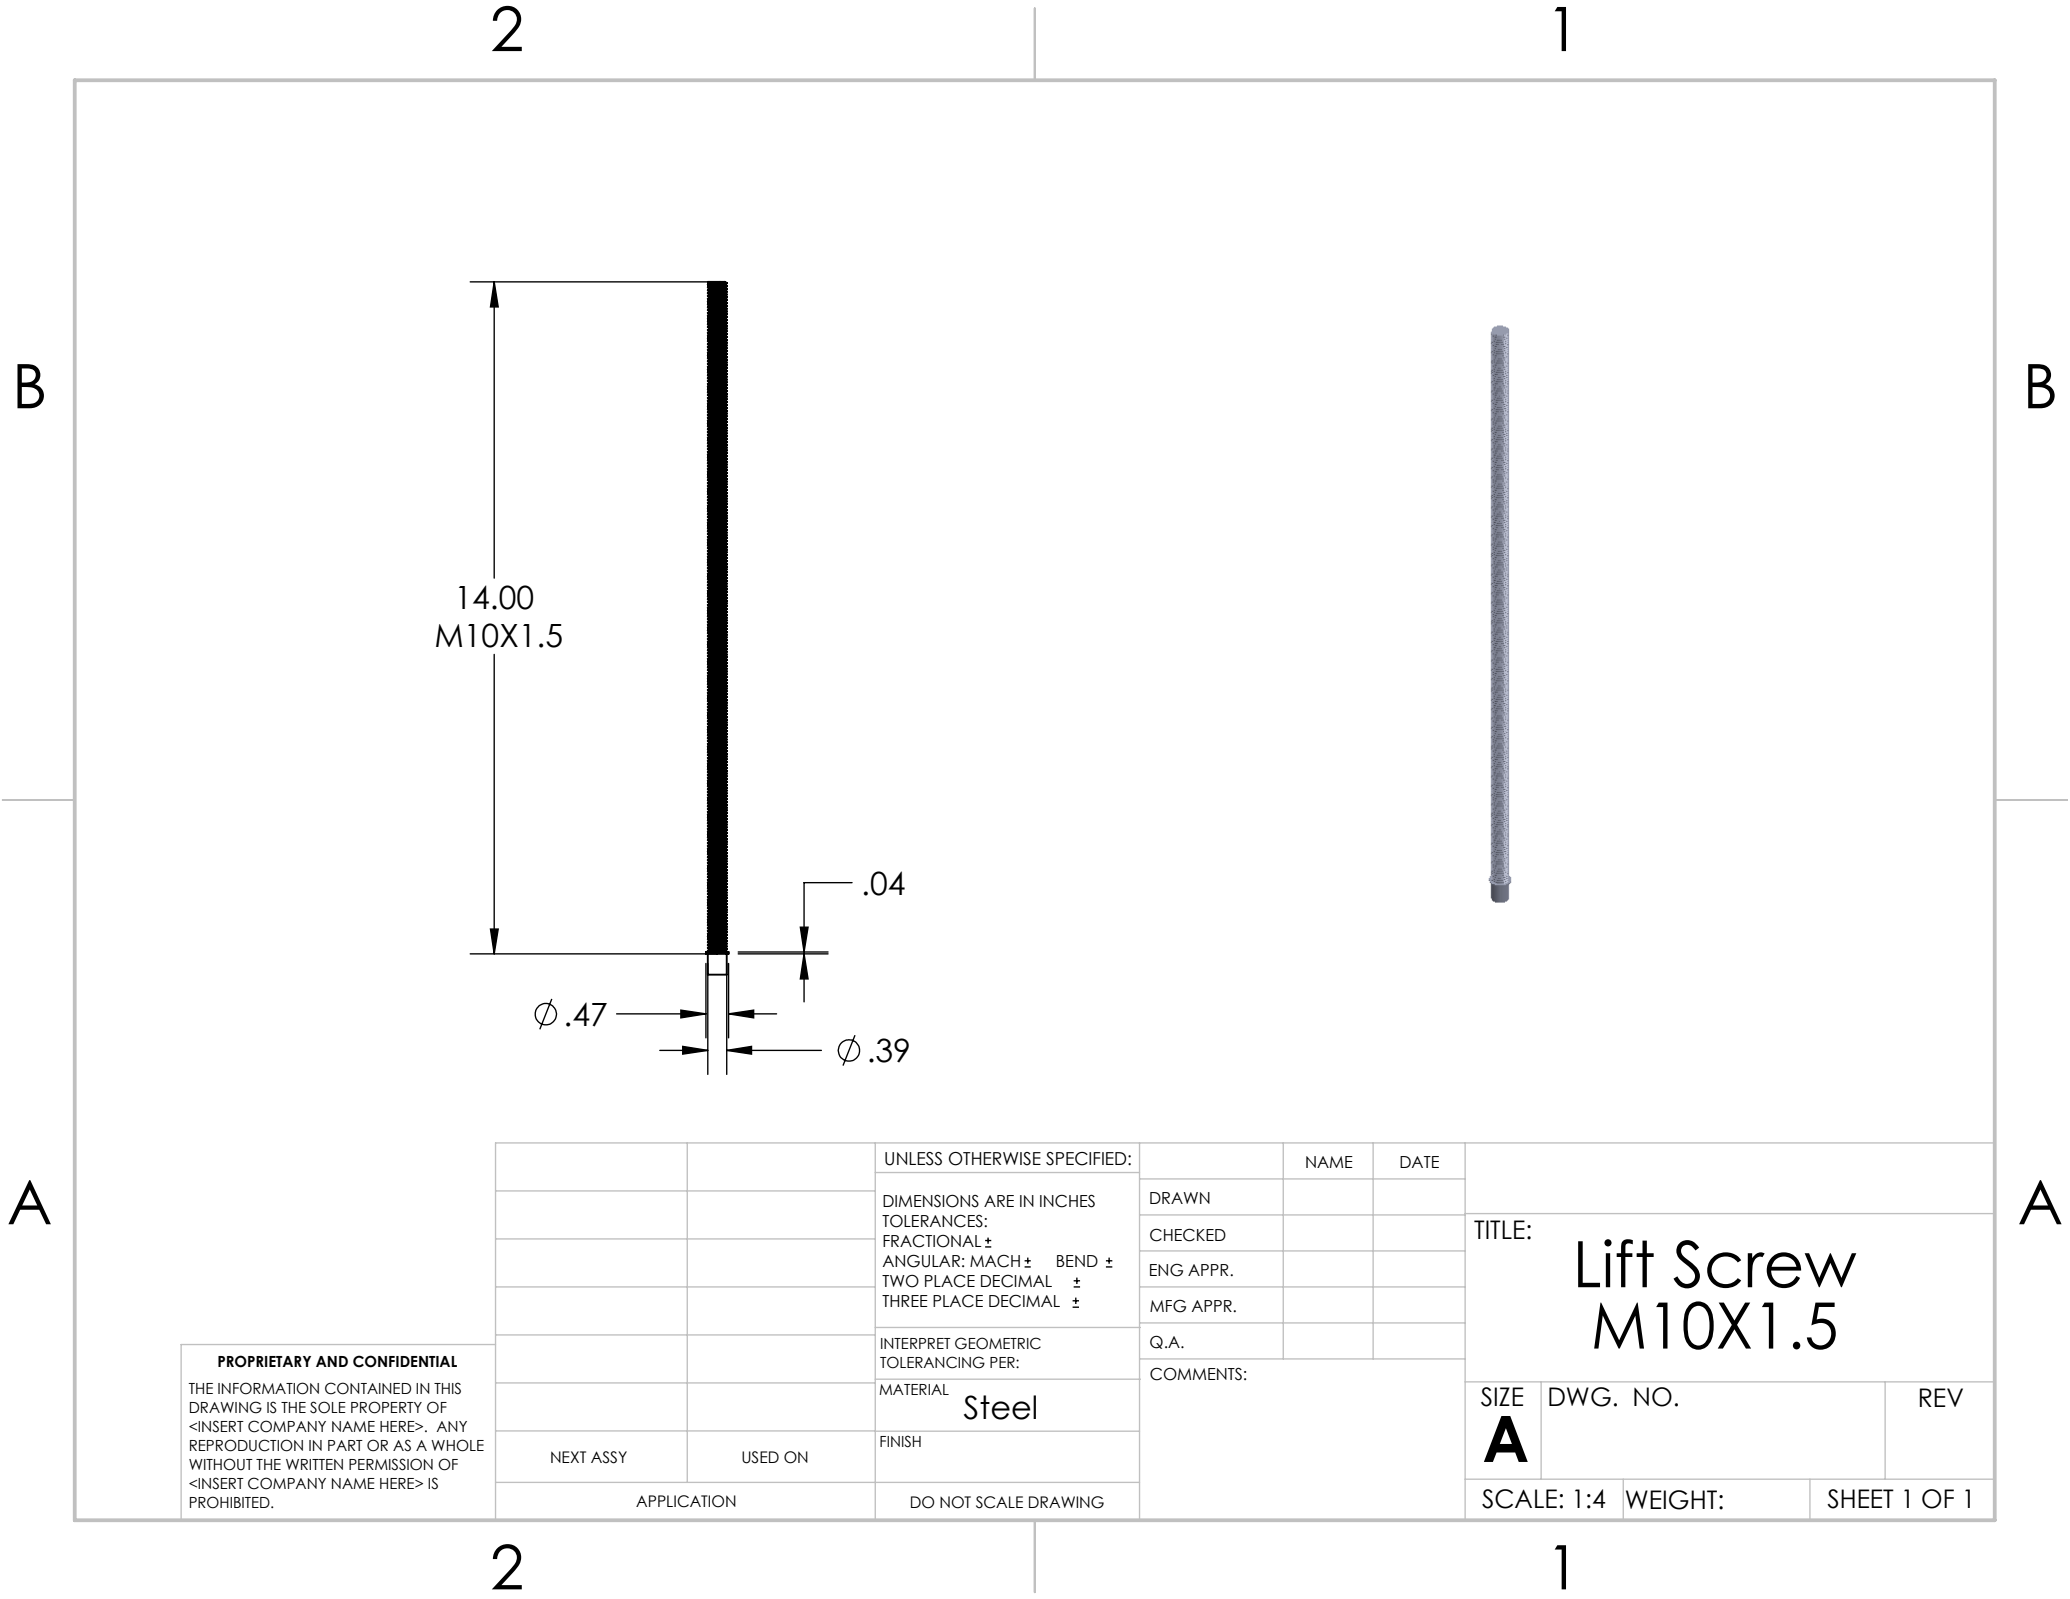 2
1
B
B
14.00
M10X1.5
.04
∅ .47
∅ .39
A
A
UNLESS OTHERWISE SPECIFIED:
DIMENSIONS ARE IN INCHES
TOLERANCES:
FRACTIONAL ±
ANGULAR: MACH ± BEND ±
TWO PLACE DECIMAL ±
THREE PLACE DECIMAL ±
INTERPRET GEOMETRIC
TOLERANCING PER:
MATERIAL
Steel
FINISH
DO NOT SCALE DRAWING
NAME DATE
DRAWN
CHECKED
ENG APPR.
MFG APPR.
Q.A.
COMMENTS:
TITLE:
Lift Screw
M10X1.5
SIZE DWG. NO. REV
A
SCALE: 1:4 WEIGHT: SHEET 1 OF 1
PROPRIETARY AND CONFIDENTIAL
THE INFORMATION CONTAINED IN THIS
DRAWING IS THE SOLE PROPERTY OF
<INSERT COMPANY NAME HERE>. ANY
REPRODUCTION IN PART OR AS A WHOLE
WITHOUT THE WRITTEN PERMISSION OF
<INSERT COMPANY NAME HERE> IS
PROHIBITED.
NEXT ASSY USED ON
APPLICATION
2
1